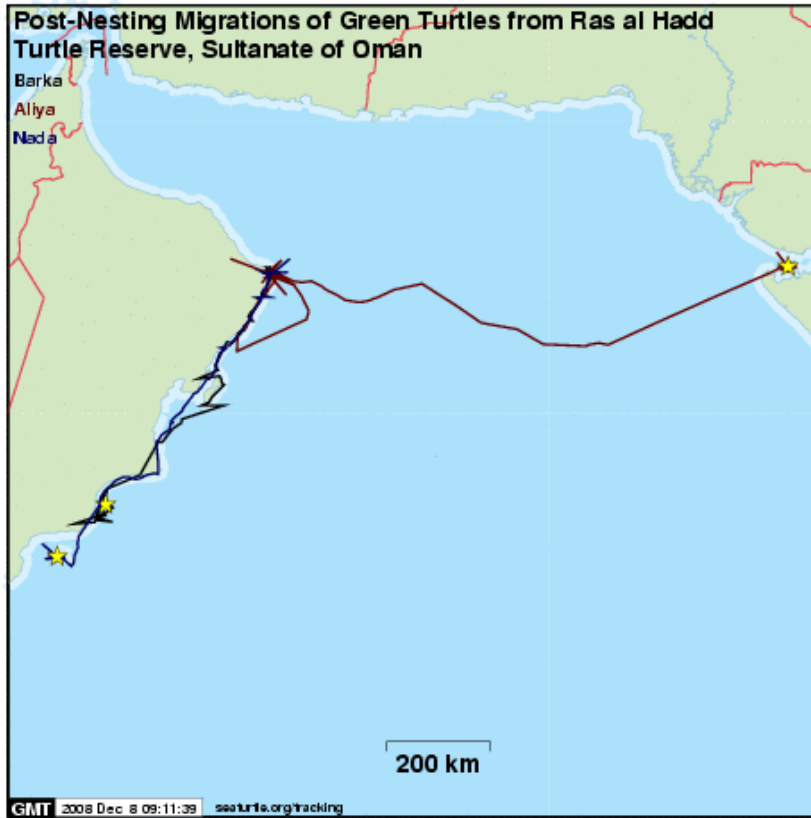 Post-Nesting Migrations of Green Turtles from Ras al Hadd
Turtle Reserve, Sultanate of Oman
Barka
Aliya
Nada
200 km
GMT 2008 Dec 8 09:11:39 seaturtle.org/tracking